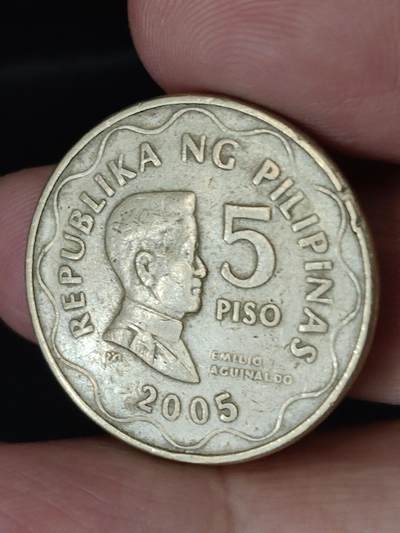 REPUBLIKA NG PILIPINAS
5
PISO
EMILIO
AGUINALDO
2005